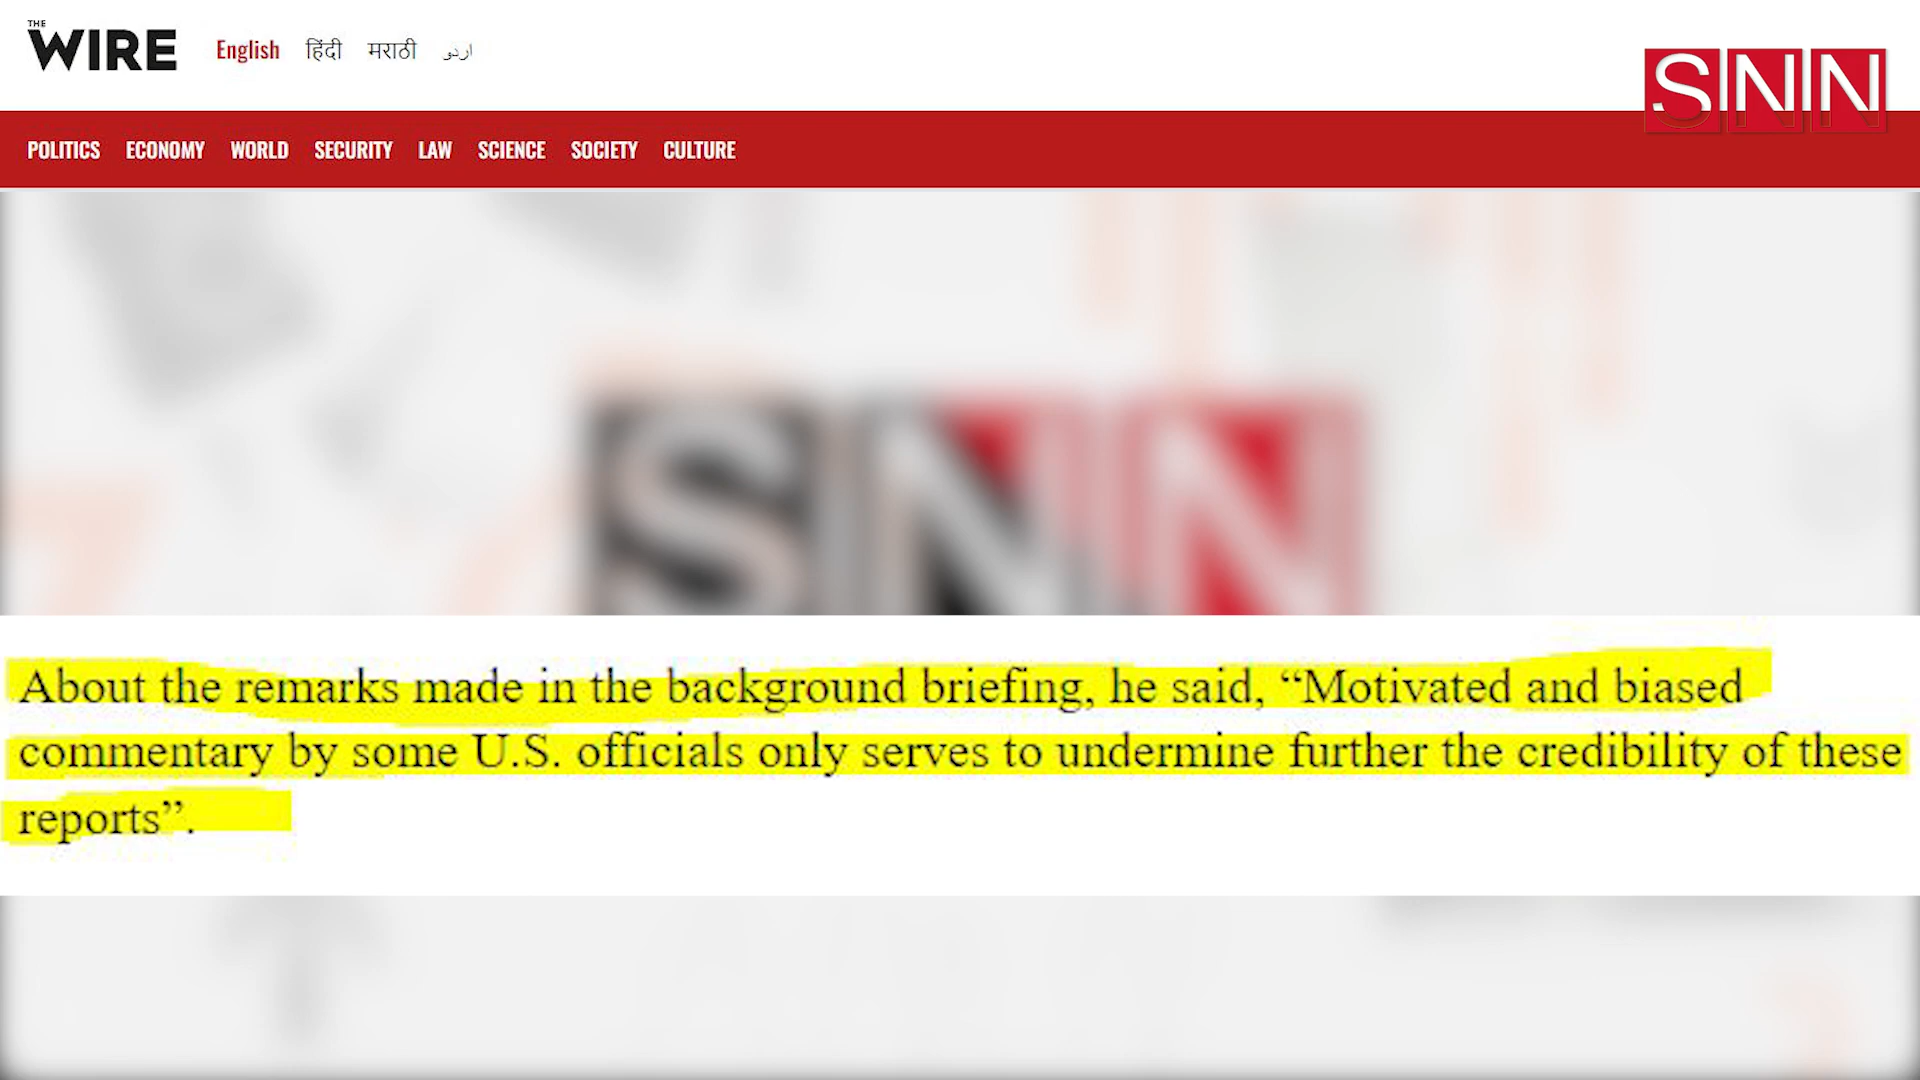 THE
WIRE
English हिंदी मराठी اردو
SNN
POLITICS ECONOMY WORLD SECURITY LAW SCIENCE SOCIETY CULTURE
SNN
About the remarks made in the background briefing, he said, “Motivated and biased
commentary by some U.S. officials only serves to undermine further the credibility of these
reports”.